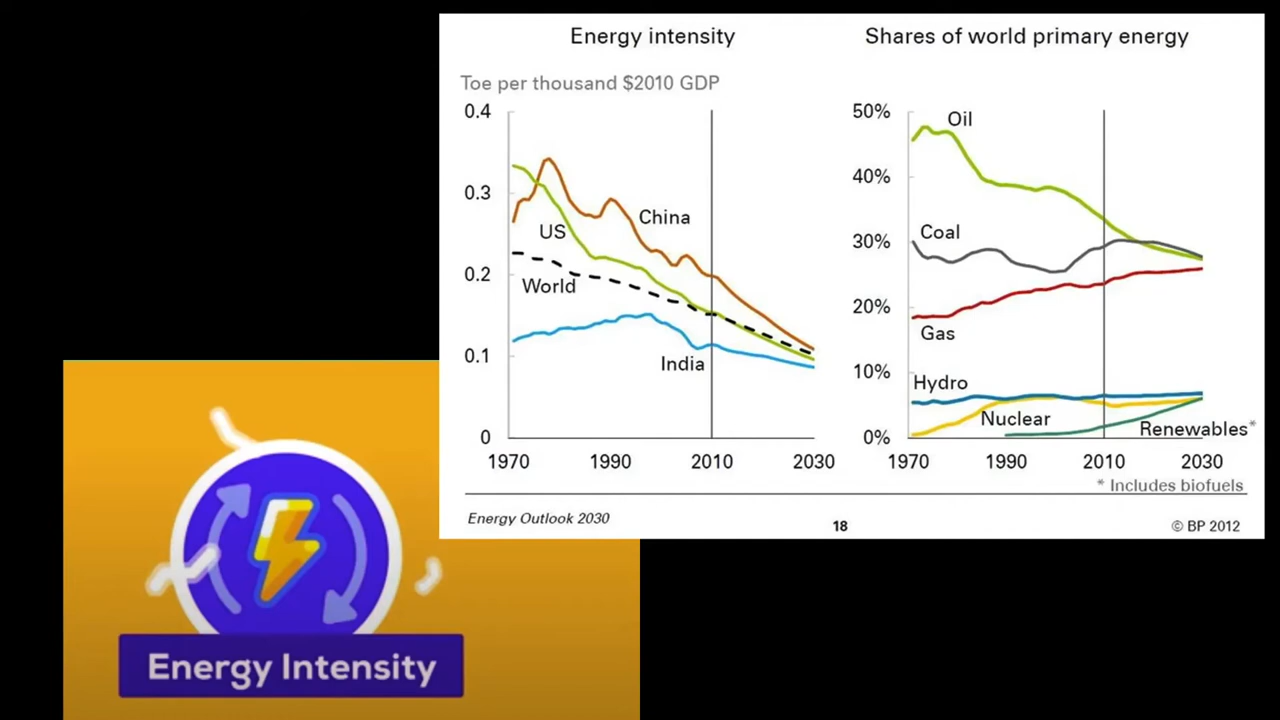 Energy intensity
Toe per thousand $2010 GDP
0.4
0.3
0.2
0.1
0
China
US
World
India
1970 1990 2010 2030
Shares of world primary energy
50%
40%
30%
20%
10%
0%
Oil
Coal
Gas
Hydro
Nuclear
Renewables*
1970 1990 2010 2030
* Includes biofuels
Energy Outlook 2030 18 © BP 2012
Energy Intensity